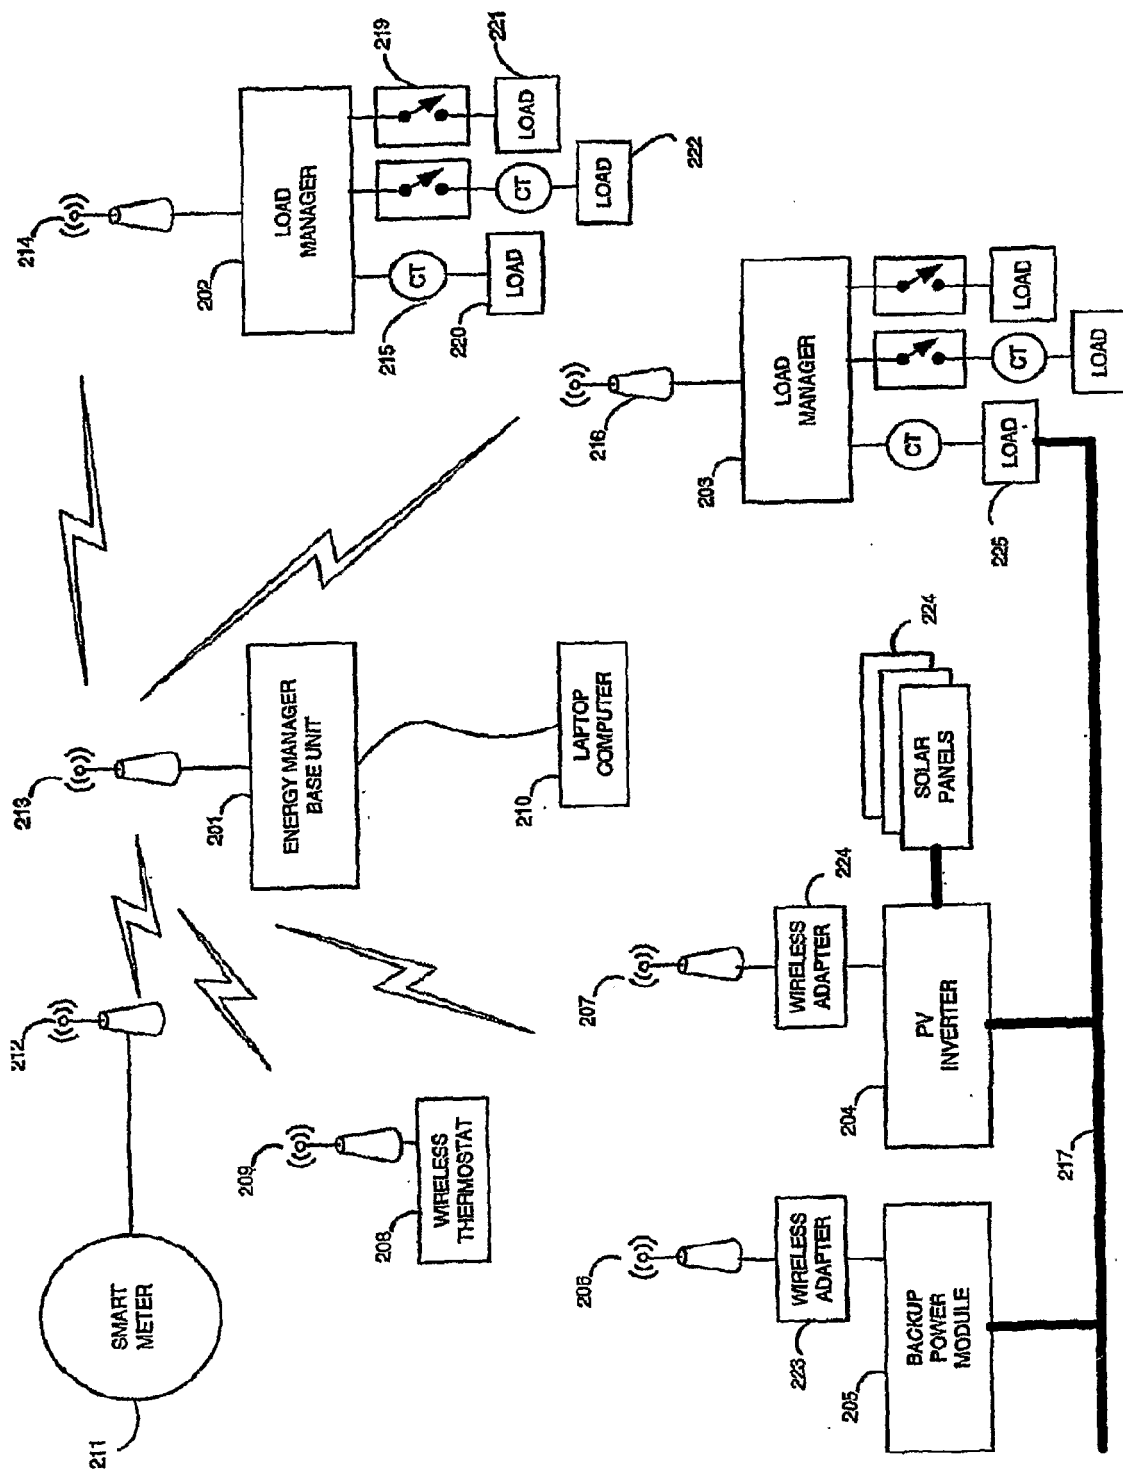 212
213
214
211
SMART
METER
201
202
209
ENERGY MANAGER
BASE UNIT
LOAD
MANAGER
208
WIRELESS
THERMOSTAT
215
CT
219
220
LOAD
CT
LOAD
221
LOAD
222
210
LAPTOP
COMPUTER
206
207
216
203
LOAD
MANAGER
223
WIRELESS
ADAPTER
WIRELESS
ADAPTER
224
205
BACKUP
POWER
MODULE
204
PV
INVERTER
SOLAR
PANELS
224
CT
225
LOAD
CT
LOAD
LOAD
217